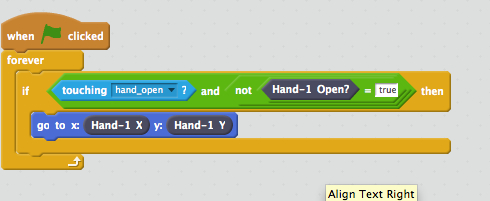 when clicked
forever
if touching hand_open ? and not Hand-1 Open? = true then
go to x: Hand-1 X y: Hand-1 Y
Align Text Right